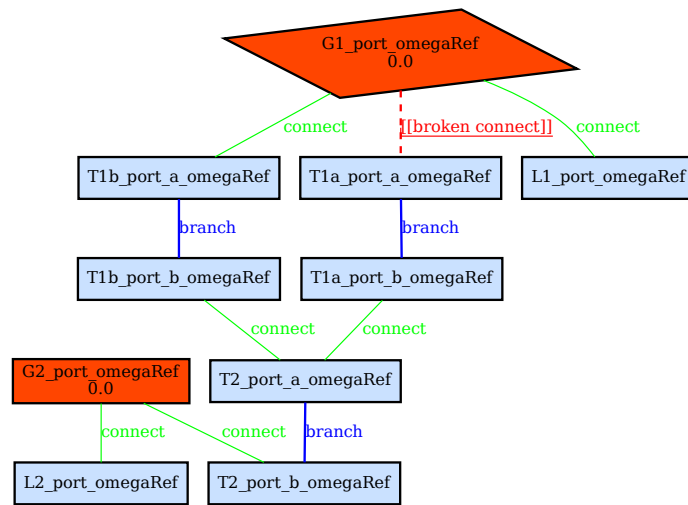 G1_port_omegaRef
0.0
connect
[[broken connect]]
connect
T1b_port_a_omegaRef
T1a_port_a_omegaRef
L1_port_omegaRef
branch
branch
T1b_port_b_omegaRef
T1a_port_b_omegaRef
connect
connect
G2_port_omegaRef
0.0
T2_port_a_omegaRef
connect
connect
branch
L2_port_omegaRef
T2_port_b_omegaRef